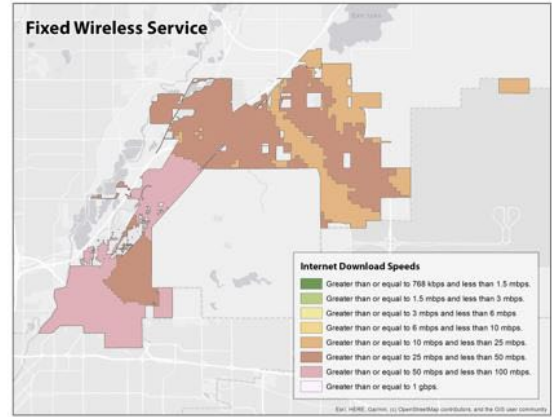 Fixed Wireless Service
Internet Download Speeds
Greater than or equal to 768 kbps and less than 1.5 mbps.
Greater than or equal to 1.5 mbps and less than 3 mbps.
Greater than or equal to 3 mbps and less than 6 mbps.
Greater than or equal to 6 mbps and less than 10 mbps.
Greater than or equal to 10 mbps and less than 25 mbps.
Greater than or equal to 25 mbps and less than 50 mbps.
Greater than or equal to 50 mbps and less than 100 mbps.
Greater than or equal to 1 gbps.
Esri, HERE, Garmin, (c) OpenStreetMap contributors, and the GIS user community